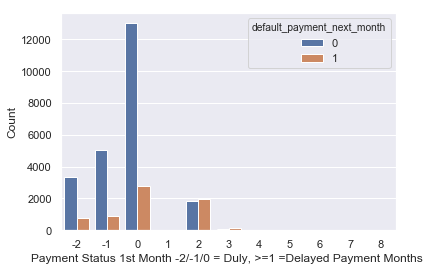 default_payment_next_month
0
1
12000
10000
8000
6000
4000
2000
0
Count
-2 -1 0 1 2 3 4 5 6 7 8
Payment Status 1st Month -2/-1/0 = Duly, >=1 =Delayed Payment Months